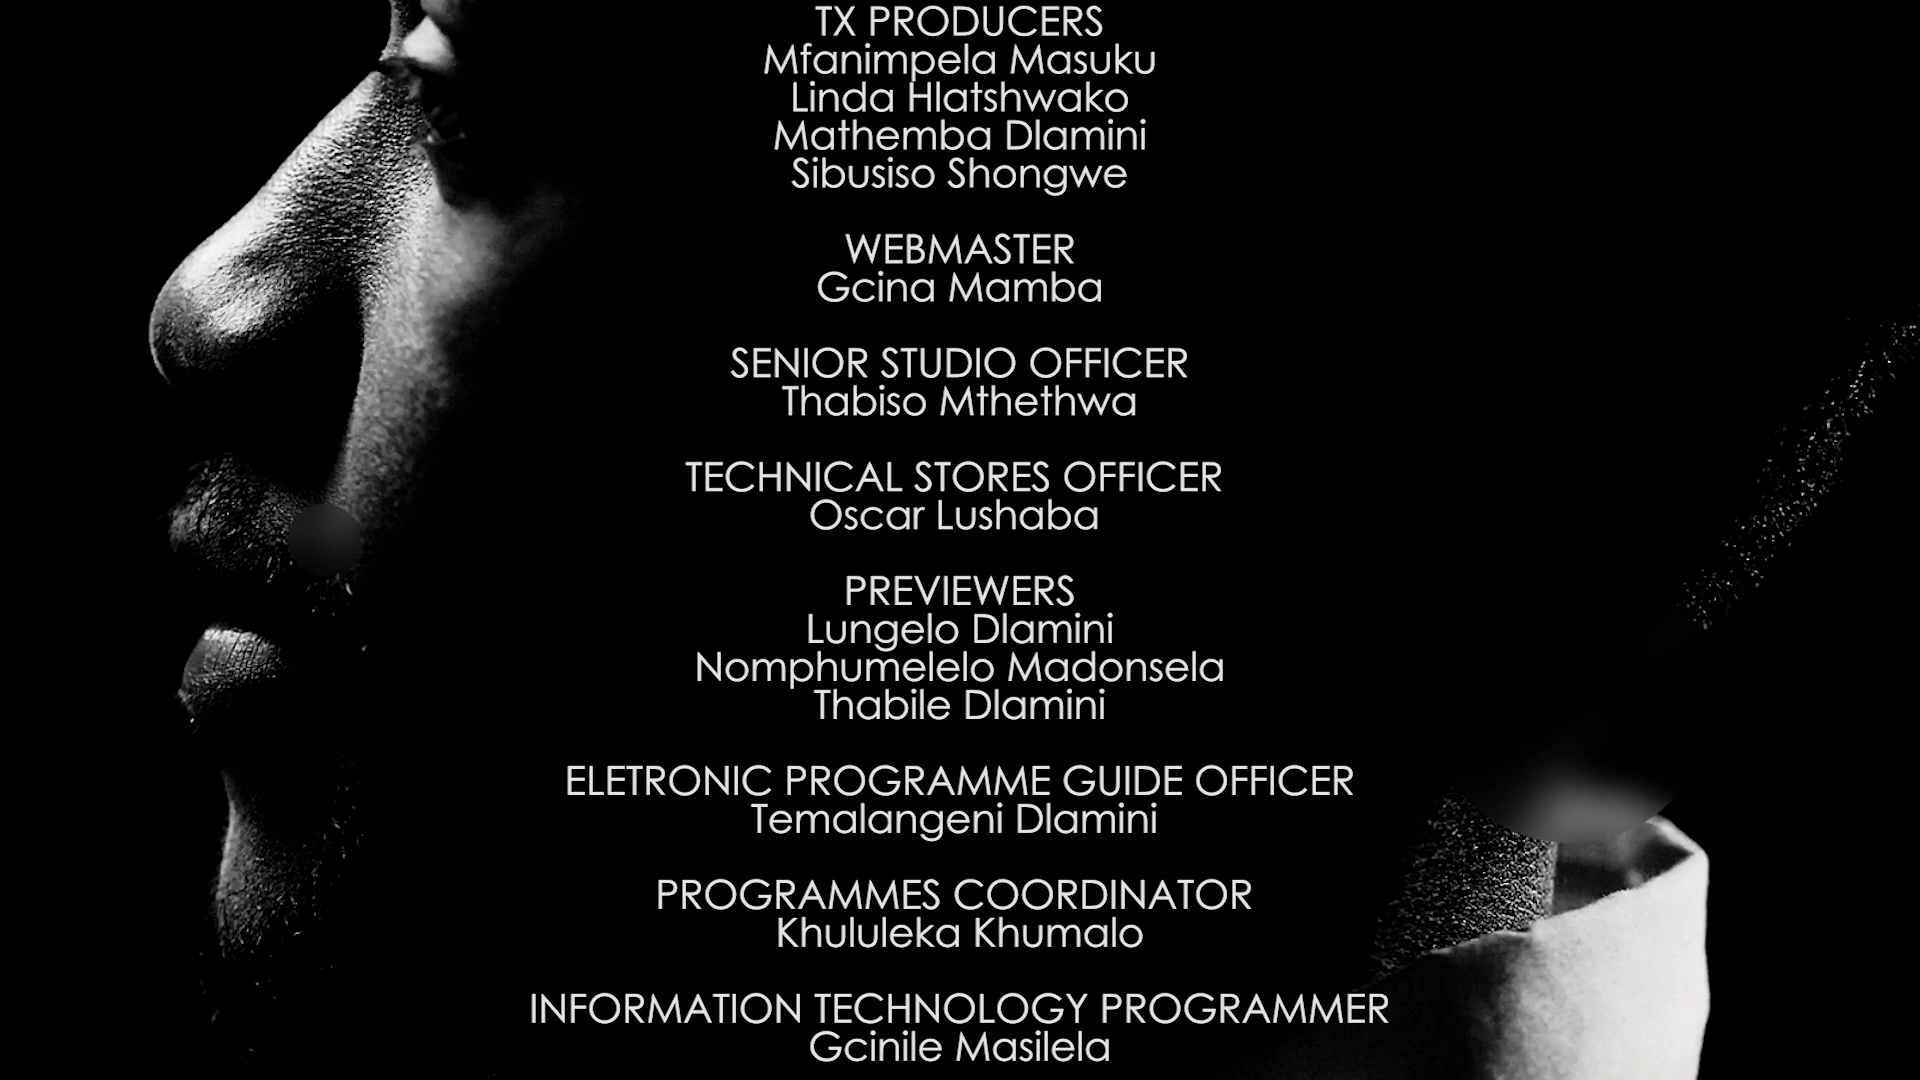 TX PRODUCERS
Mfanimpela Masuku
Linda Hlatshwako
Mathemba Dlamini
Sibusiso Shongwe
WEBMASTER
Gcina Mamba
SENIOR STUDIO OFFICER
Thabiso Mthethwa
TECHNICAL STORES OFFICER
Oscar Lushaba
PREVIEWERS
Lungelo Dlamini
Nomphumelelo Madonsela
Thabile Dlamini
ELETRONIC PROGRAMME GUIDE OFFICER
Temalangeni Dlamini
PROGRAMMES COORDINATOR
Khululeka Khumalo
INFORMATION TECHNOLOGY PROGRAMMER
Gcinile Masilela